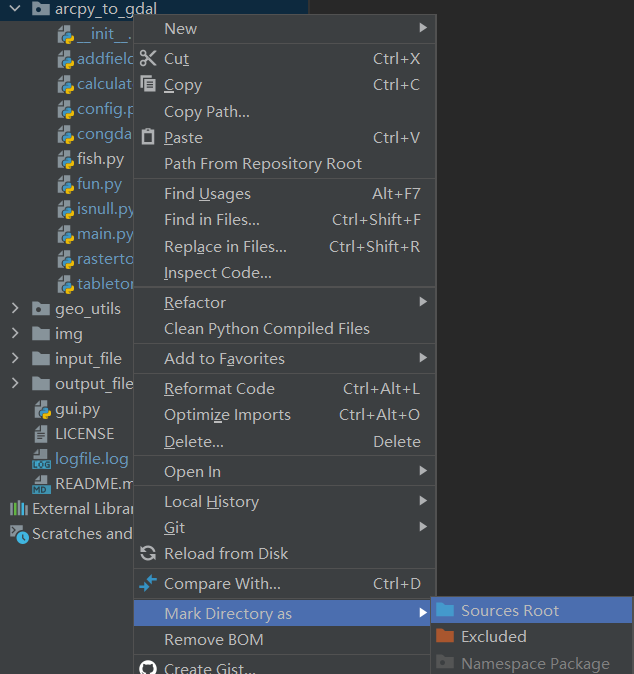 arcpy_to_gdal
__init__.
addfield
calculat
config.p
congda
fish.py
fun.py
isnull.py
main.py
rasterto
tableto
geo_utils
img
input_file
output_file
gui.py
LICENSE
LOG logfile.log
MD README.m
External Librar
Scratches and
New
Cut Ctrl+X
Copy Ctrl+C
Copy Path...
Paste Ctrl+V
Path From Repository Root
Find Usages Alt+F7
Find in Files... Ctrl+Shift+F
Replace in Files... Ctrl+Shift+R
Inspect Code...
Refactor
Clean Python Compiled Files
Add to Favorites
Reformat Code Ctrl+Alt+L
Optimize Imports Ctrl+Alt+O
Delete... Delete
Open In
Local History
Git
Reload from Disk
Compare With... Ctrl+D
Mark Directory as
Remove BOM
Create Gist...
Sources Root
Excluded
Namespace Package